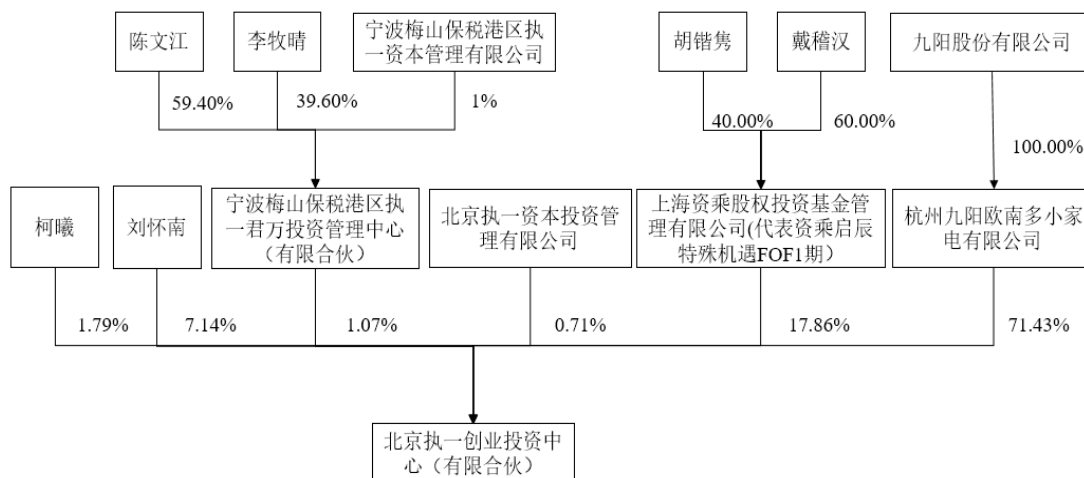 陈文江
李牧晴
宁波梅山保税港区执
一资本管理有限公司
胡锴隽
戴稽汉
九阳股份有限公司
59.40%
39.60%
1%
40.00%
60.00%
100.00%
柯曦
刘怀南
宁波梅山保税港区执
一君万投资管理中心
（有限合伙）
北京执一资本投资管
理有限公司
上海资乘股权投资基金管
理有限公司(代表资乘启辰
特殊机遇FOF1期）
杭州九阳欧南多小家
电有限公司
1.79%
7.14%
1.07%
0.71%
17.86%
71.43%
北京执一创业投资中
心（有限合伙）